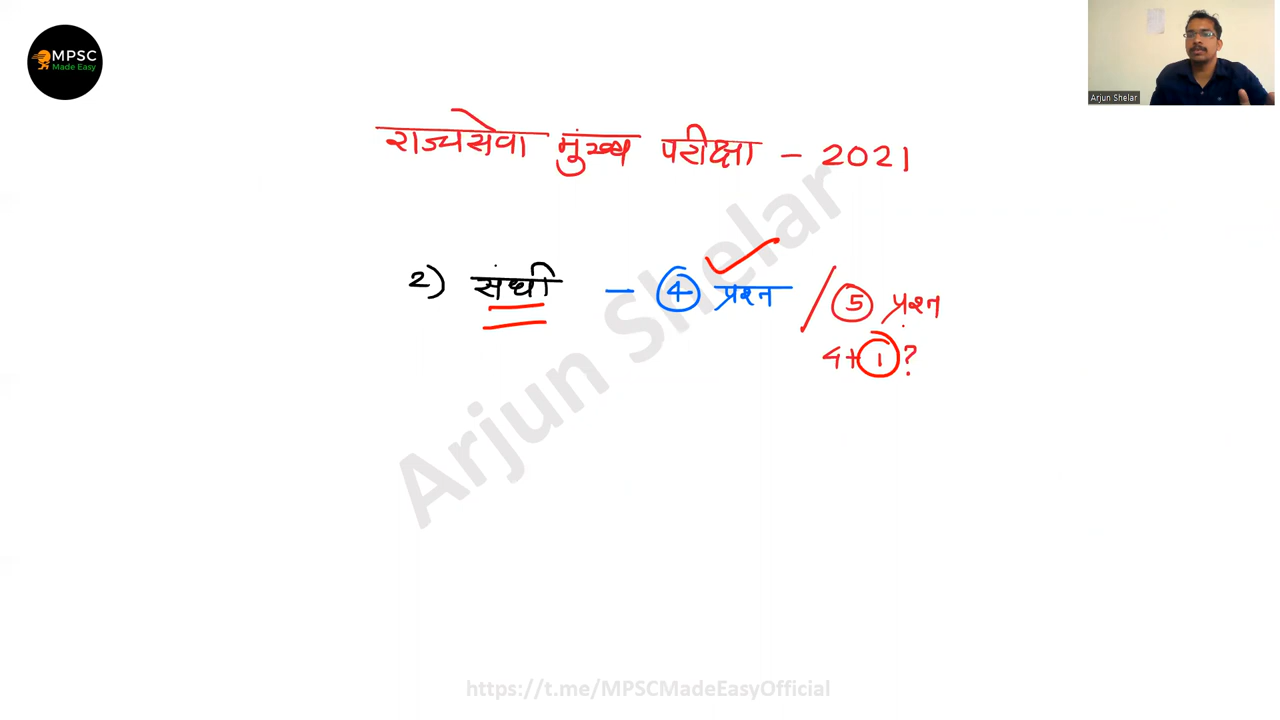 MPSC
Made Easy
Arjun Shelar
राज्यसेवा मुख्य परीक्षा - 2021
2) संधी - 4 प्रश्न / 5 प्रश्न
4+1?
Arjun Shelar
https://t.me/MPSCMadeEasyOfficial